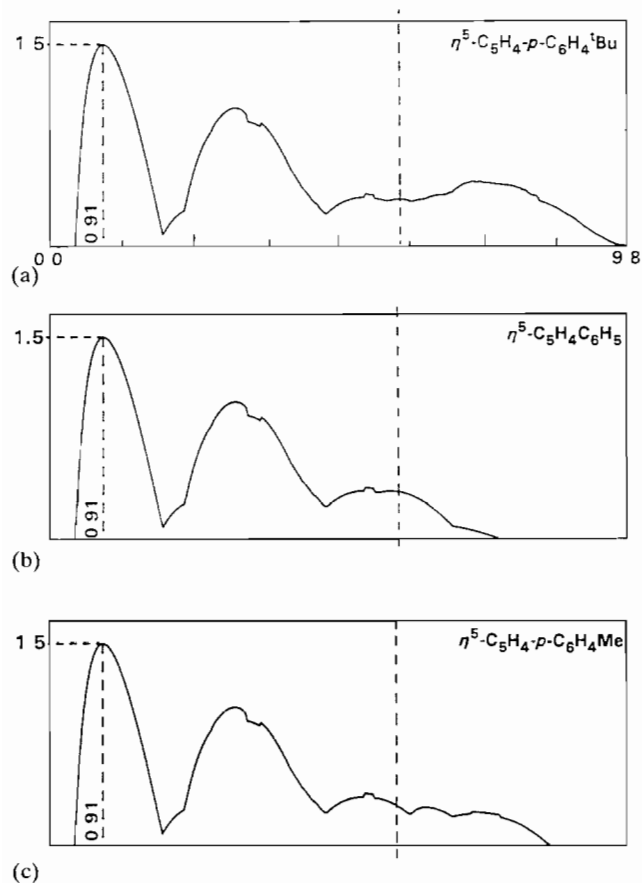 1 5
η⁵-C₅H₄-p-C₆H₄ᵗBu
0 91
(a)
0 0
9 8
1.5
η⁵-C₅H₄C₆H₅
0 91
(b)
1 5
η⁵-C₅H₄-p-C₆H₄Me
0 91
(c)